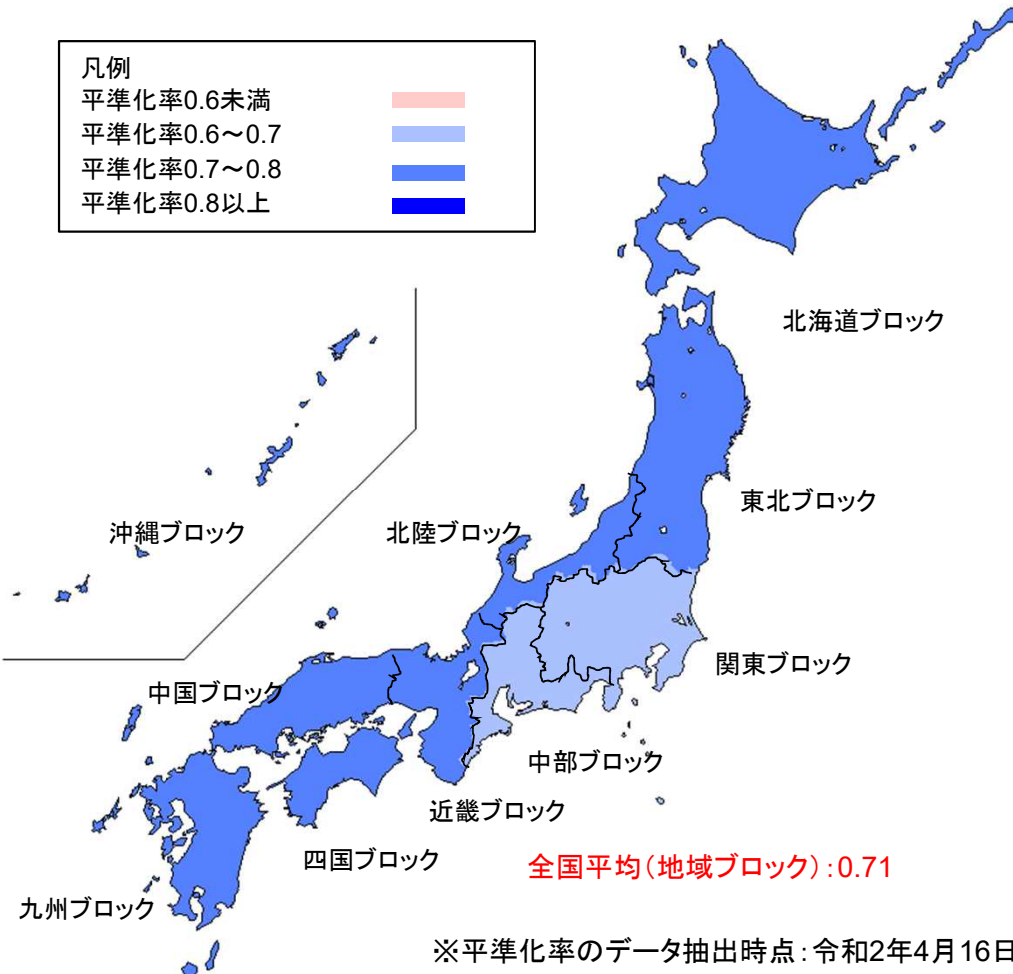 凡例
平準化率0.6未満
平準化率0.6～0.7
平準化率0.7～0.8
平準化率0.8以上
北海道ブロック
東北ブロック
沖縄ブロック
北陸ブロック
関東ブロック
中国ブロック
中部ブロック
近畿ブロック
四国ブロック
全国平均（地域ブロック）：0.71
九州ブロック
※平準化率のデータ抽出時点：令和2年4月16日